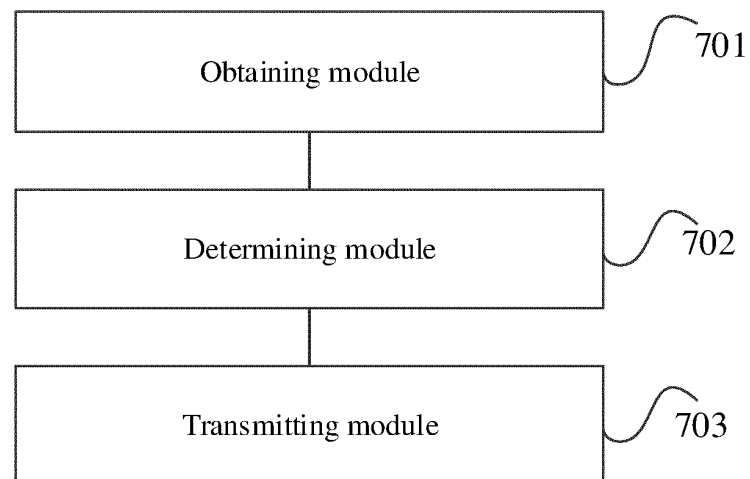 Obtaining module
701
Determining module
702
Transmitting module
703